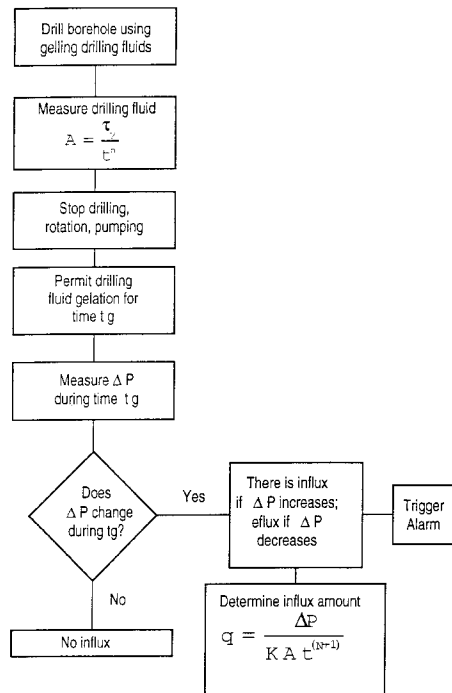 Drill borehole using
gelling drilling fluids
Measure drilling fluid
A = τy / t^n
Stop drilling,
rotation, pumping
Permit drilling
fluid gelation for
time t g
Measure Δ P
during time t g
Does
Δ P change
during tg?
Yes
No
No influx
There is influx
if Δ P increases;
eflux if Δ P
decreases
Trigger
Alarm
Determine influx amount
q = ΔP / K A t^(N+1)